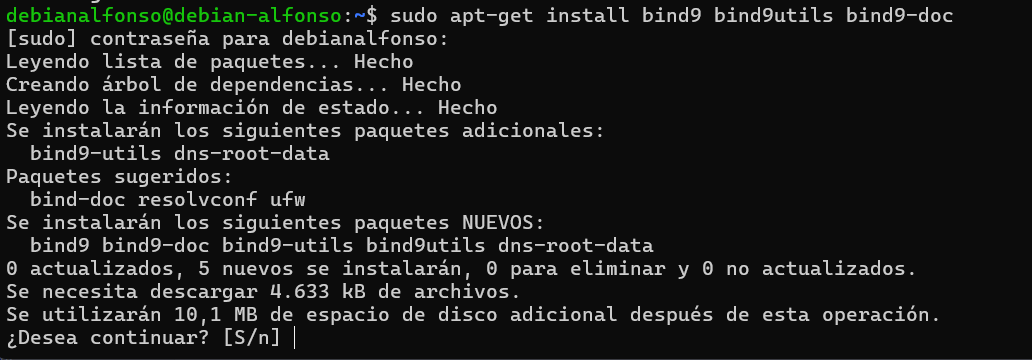 debianalfonso@debian-alfonso:~$ sudo apt-get install bind9 bind9utils bind9-doc
[sudo] contraseña para debianalfonso:
Leyendo lista de paquetes... Hecho
Creando árbol de dependencias... Hecho
Leyendo la información de estado... Hecho
Se instalarán los siguientes paquetes adicionales:
  bind9-utils dns-root-data
Paquetes sugeridos:
  bind-doc resolvconf ufw
Se instalarán los siguientes paquetes NUEVOS:
  bind9 bind9-doc bind9-utils bind9utils dns-root-data
0 actualizados, 5 nuevos se instalarán, 0 para eliminar y 0 no actualizados.
Se necesita descargar 4.633 kB de archivos.
Se utilizarán 10,1 MB de espacio de disco adicional después de esta operación.
¿Desea continuar? [S/n]